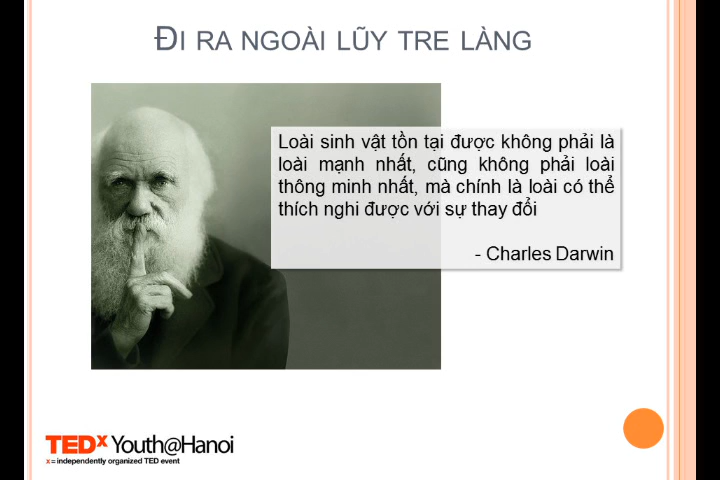 ĐI RA NGOÀI LŨY TRE LÀNG
Loài sinh vật tồn tại được không phải là
loài mạnh nhất, cũng không phải loài
thông minh nhất, mà chính là loài có thể
thích nghi được với sự thay đổi
- Charles Darwin
TEDx Youth@Hanoi
x = independently organized TED event